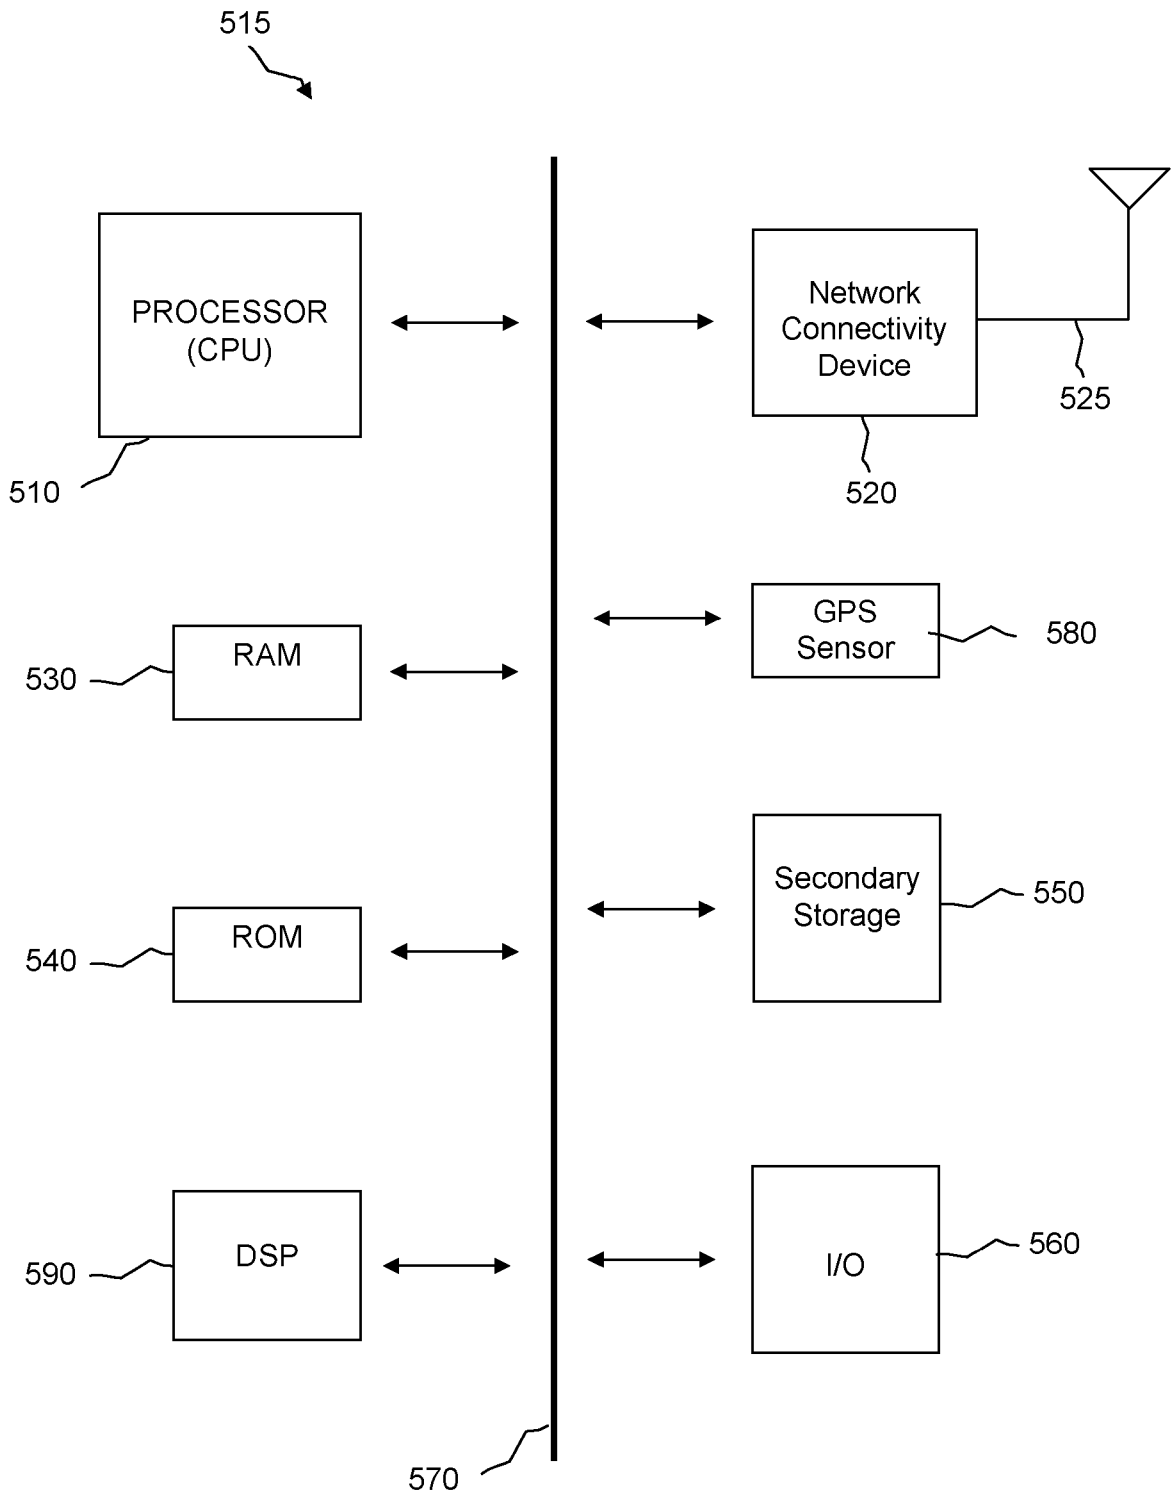 515
PROCESSOR
(CPU)
510
Network
Connectivity
Device
525
520
GPS
Sensor
580
RAM
530
Secondary
Storage
550
ROM
540
DSP
590
I/O
560
570